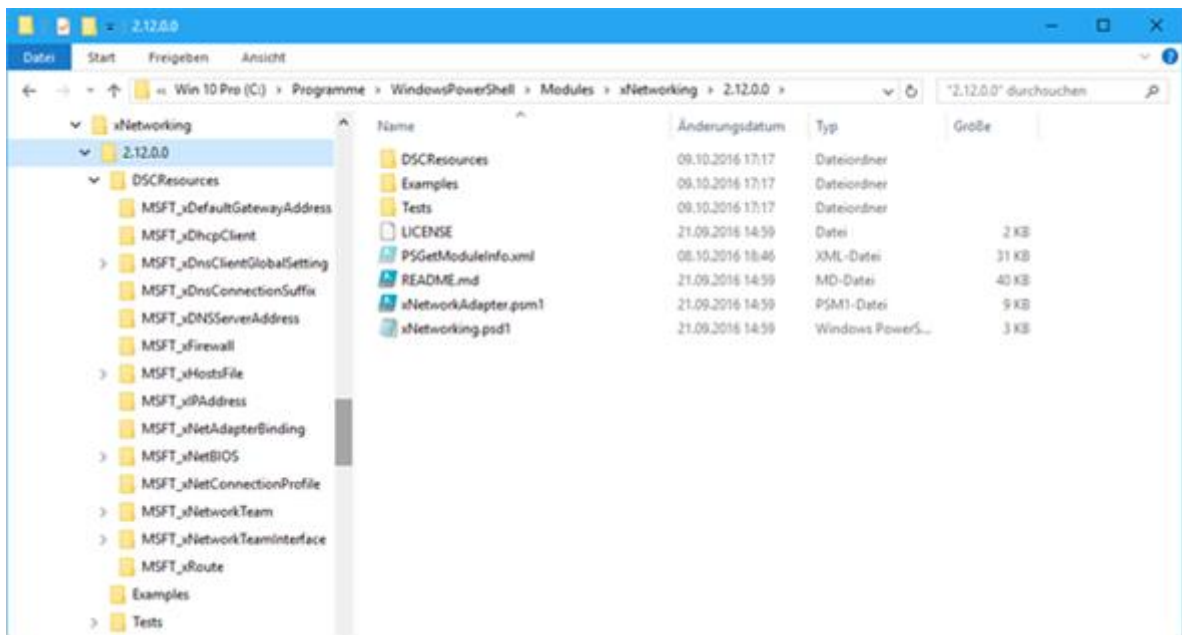 2.12.0.0
Datei Start Freigeben Ansicht
« Win 10 Pro (C:) › Programme › WindowsPowerShell › Modules › xNetworking › 2.12.0.0 › "2.12.0.0" durchsuchen
Name Änderungsdatum Typ Größe
xNetworking
2.12.0.0
DSCResources
MSFT_xDefaultGatewayAddress
MSFT_xDhcpClient
MSFT_xDnsClientGlobalSetting
MSFT_xDnsConnectionSuffix
MSFT_xDNSServerAddress
MSFT_xFirewall
MSFT_xHostsFile
MSFT_xIPAddress
MSFT_xNetAdapterBinding
MSFT_xNetBIOS
MSFT_xNetConnectionProfile
MSFT_xNetworkTeam
MSFT_xNetworkTeamInterface
MSFT_xRoute
Examples
Tests
DSCResources 09.10.2016 17:17 Dateiordner
Examples 09.10.2016 17:17 Dateiordner
Tests 09.10.2016 17:17 Dateiordner
LICENSE 21.09.2016 14:59 Datei 2 KB
PSGetModuleInfo.xml 08.10.2016 18:46 XML-Datei 31 KB
README.md 21.09.2016 14:59 MD-Datei 40 KB
xNetworkAdapter.psm1 21.09.2016 14:59 PSM1-Datei 9 KB
xNetworking.psd1 21.09.2016 14:59 Windows PowerS... 3 KB